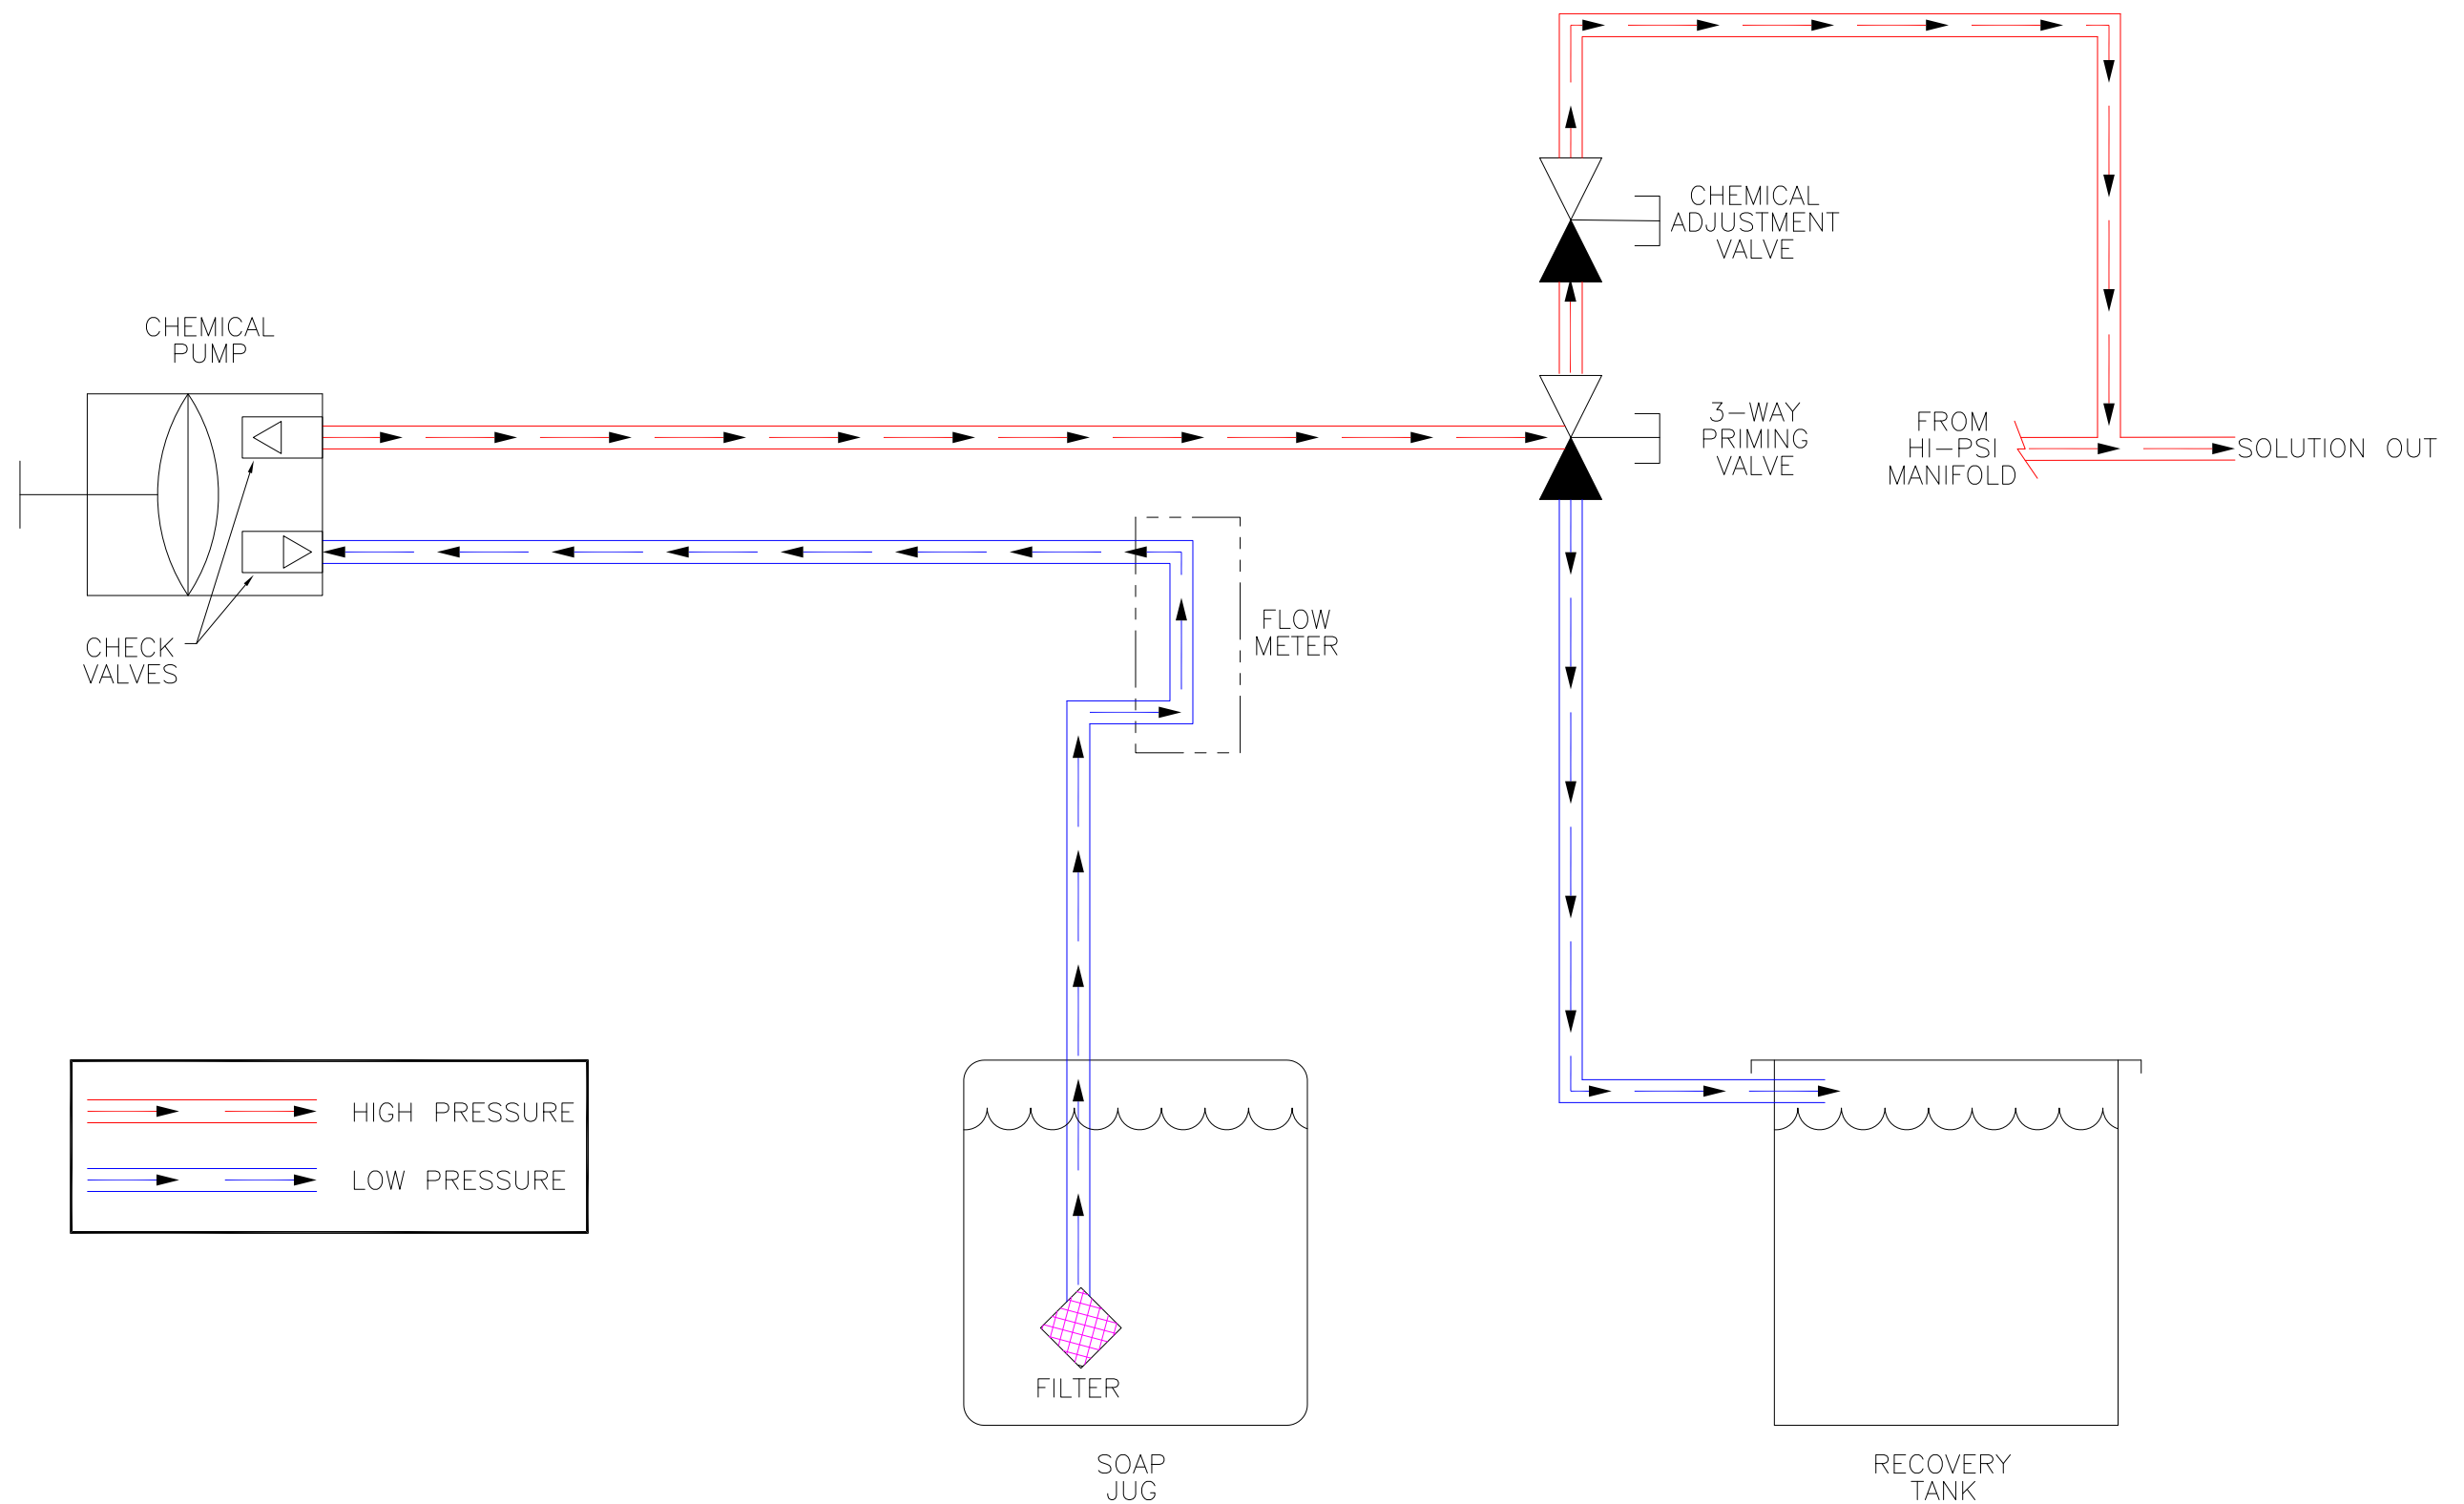 CHEMICAL
ADJUSTMENT
VALVE
CHEMICAL
PUMP
3-WAY
PRIMING
VALVE
FROM
HI-PSI
MANIFOLD
SOLUTION OUT
FLOW
METER
CHECK
VALVES
HIGH PRESSURE
LOW PRESSURE
FILTER
SOAP
JUG
RECOVERY
TANK